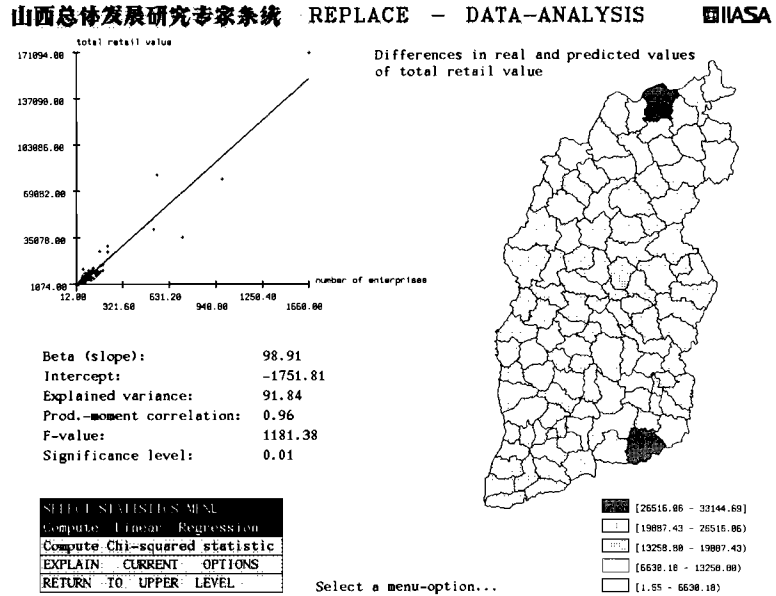 山西总体发展研究专家系统 REPLACE - DATA-ANALYSIS IIASA
total retail value
171094.00
137090.00
103086.00
69082.00
35078.00
1074.00
number of enterprises
12.00 631.20 1250.40
321.60 940.80 1560.00
Differences in real and predicted values
of total retail value
Beta (slope): 98.91
Intercept: -1751.81
Explained variance: 91.84
Prod.-moment correlation: 0.96
F-value: 1181.38
Significance level: 0.01
SELECT STATISTICS MENU
Compute Linear Regression
Compute Chi-squared statistic
EXPLAIN CURRENT OPTIONS
RETURN TO UPPER LEVEL
Select a menu-option...
[26516.06 - 33144.69]
[19887.43 - 26516.06)
[13258.80 - 19887.43)
[6630.18 - 13258.80)
[1.55 - 6630.18)